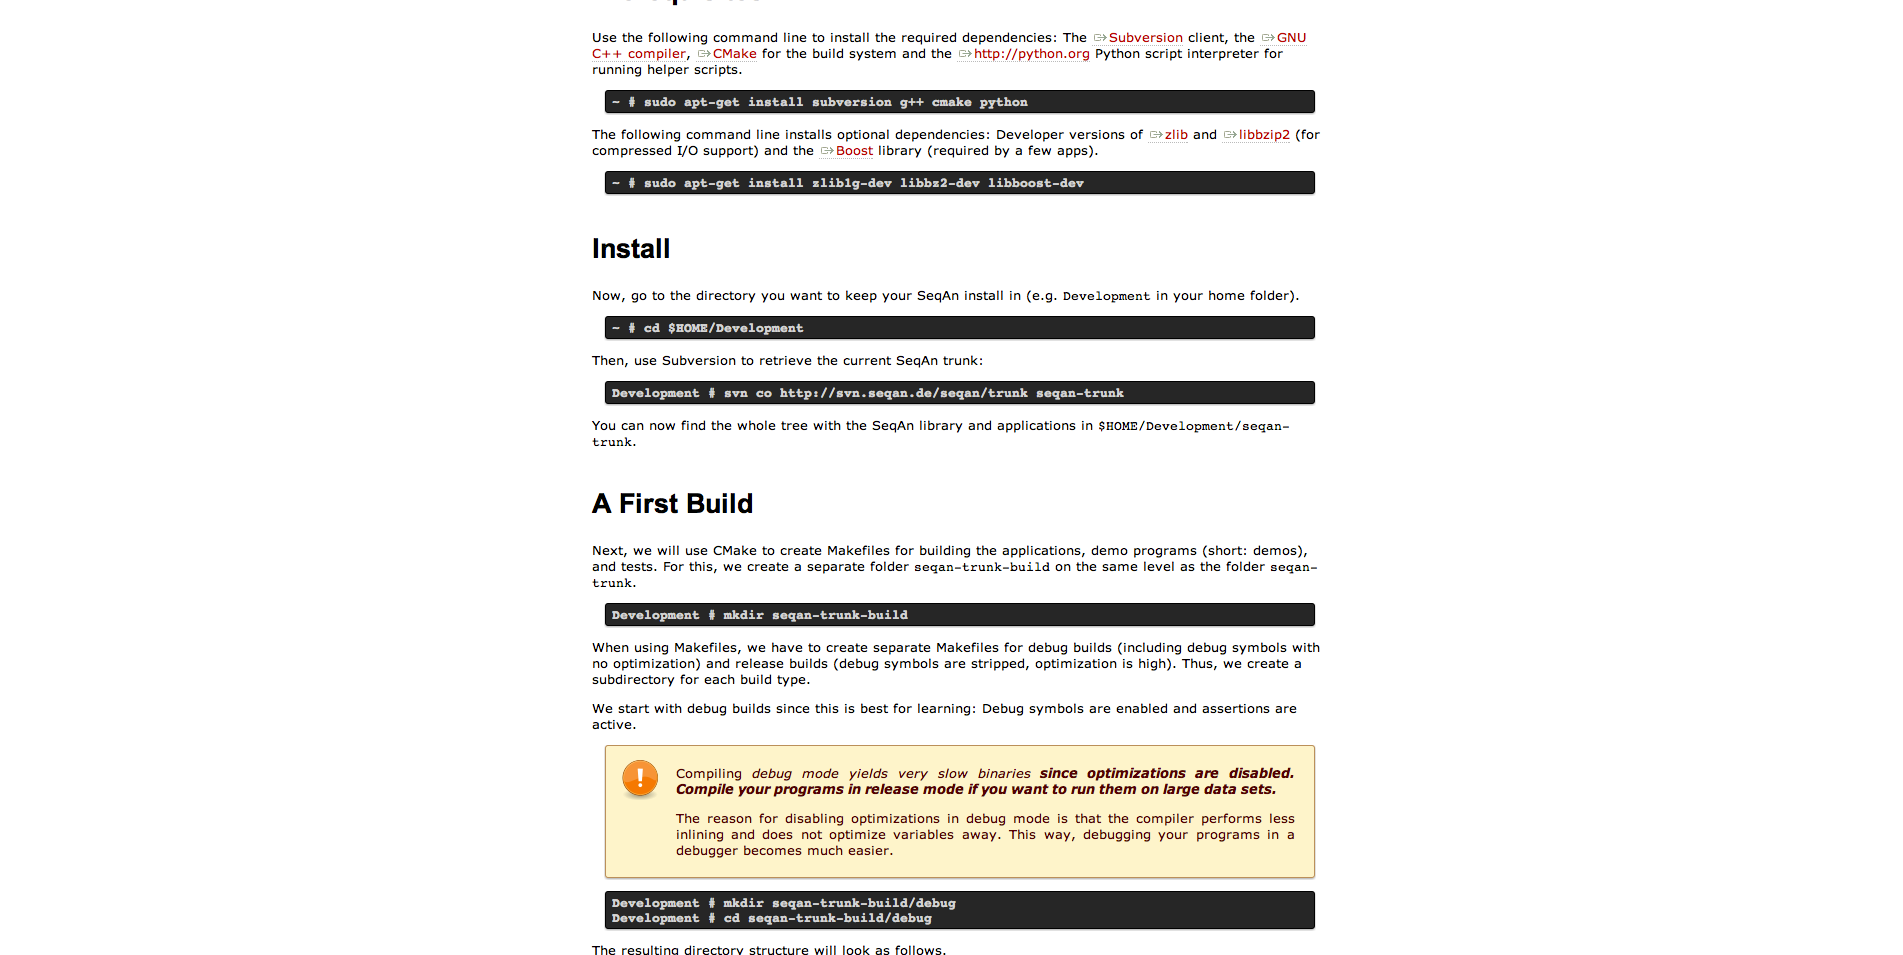 Use the following command line to install the required dependencies: The Subversion client, the GNU
C++ compiler, CMake for the build system and the http://python.org Python script interpreter for
running helper scripts.
~ # sudo apt-get install subversion g++ cmake python
The following command line installs optional dependencies: Developer versions of zlib and libbzip2 (for
compressed I/O support) and the Boost library (required by a few apps).
~ # sudo apt-get install zlib1g-dev libbz2-dev libboost-dev
Install
Now, go to the directory you want to keep your SeqAn install in (e.g. Development in your home folder).
~ # cd $HOME/Development
Then, use Subversion to retrieve the current SeqAn trunk:
Development # svn co http://svn.seqan.de/seqan/trunk seqan-trunk
You can now find the whole tree with the SeqAn library and applications in $HOME/Development/seqan-
trunk.
A First Build
Next, we will use CMake to create Makefiles for building the applications, demo programs (short: demos),
and tests. For this, we create a separate folder seqan-trunk-build on the same level as the folder seqan-
trunk.
Development # mkdir seqan-trunk-build
When using Makefiles, we have to create separate Makefiles for debug builds (including debug symbols with
no optimization) and release builds (debug symbols are stripped, optimization is high). Thus, we create a
subdirectory for each build type.
We start with debug builds since this is best for learning: Debug symbols are enabled and assertions are
active.
Compiling debug mode yields very slow binaries since optimizations are disabled.
Compile your programs in release mode if you want to run them on large data sets.
The reason for disabling optimizations in debug mode is that the compiler performs less
inlining and does not optimize variables away. This way, debugging your programs in a
debugger becomes much easier.
Development # mkdir seqan-trunk-build/debug
Development # cd seqan-trunk-build/debug
The resulting directory structure will look as follows.